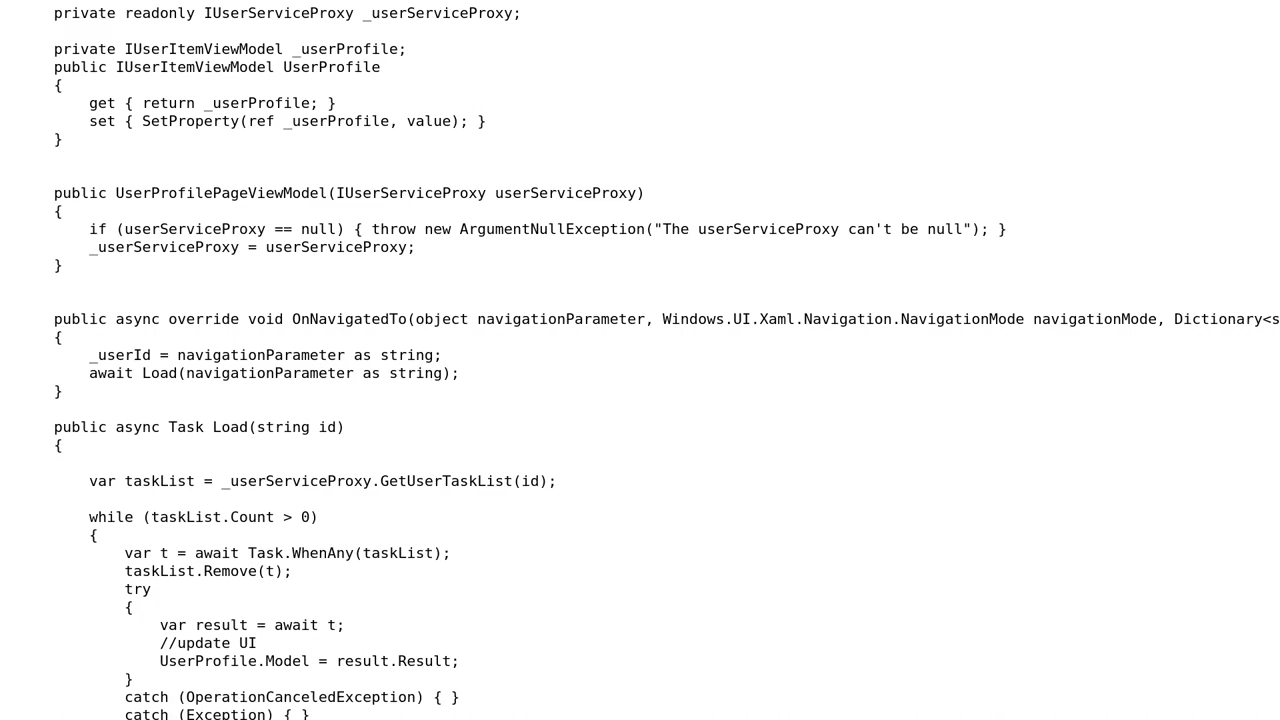 private readonly IUserServiceProxy _userServiceProxy;
private IUserItemViewModel _userProfile;
public IUserItemViewModel UserProfile
{
get { return _userProfile; }
set { SetProperty(ref _userProfile, value); }
}
public UserProfilePageViewModel(IUserServiceProxy userServiceProxy)
{
if (userServiceProxy == null) { throw new ArgumentNullException("The userServiceProxy can't be null"); }
_userServiceProxy = userServiceProxy;
}
public async override void OnNavigatedTo(object navigationParameter, Windows.UI.Xaml.Navigation.NavigationMode navigationMode, Dictionary<s
{
_userId = navigationParameter as string;
await Load(navigationParameter as string);
}
public async Task Load(string id)
{
var taskList = _userServiceProxy.GetUserTaskList(id);
while (taskList.Count > 0)
{
var t = await Task.WhenAny(taskList);
taskList.Remove(t);
try
{
var result = await t;
//update UI
UserProfile.Model = result.Result;
}
catch (OperationCanceledException) { }
catch (Exception) { }